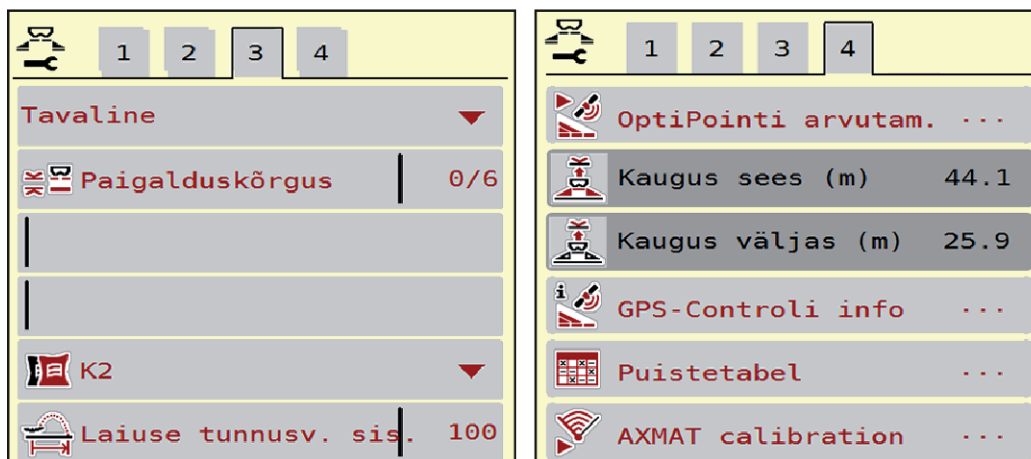 1 2 3 4
Tavaline
Paigalduskõrgus 0/6
K2
Laiuse tunnusv. sis. 100
1 2 3 4
OptiPointi arvutam. ...
Kaugus sees (m) 44.1
Kaugus väljas (m) 25.9
i
GPS-Controli info ...
Puistetabel ...
AXMAT calibration ...